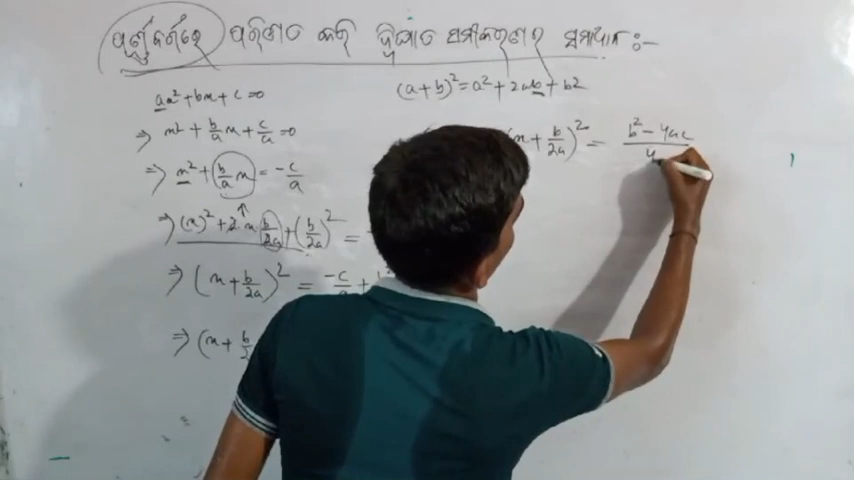 ପୂର୍ଣ୍ଣବର୍ଗରେ ପରିଣତ କରି ଦ୍ୱିଘାତ ସମୀକରଣର ସମାଧାନ :-
ax² + bx + c = 0
⇒ x² + b/a x + c/a = 0
⇒ x² + b/a x = -c/a
⇒ (x)² + 2·x b/2a + (b/2a)² =
⇒ (x + b/2a)² = -c/a +
⇒ (x + b/
(a + b)² = a² + 2ab + b2
(x + b/2a)² = b² - 4ac / 4